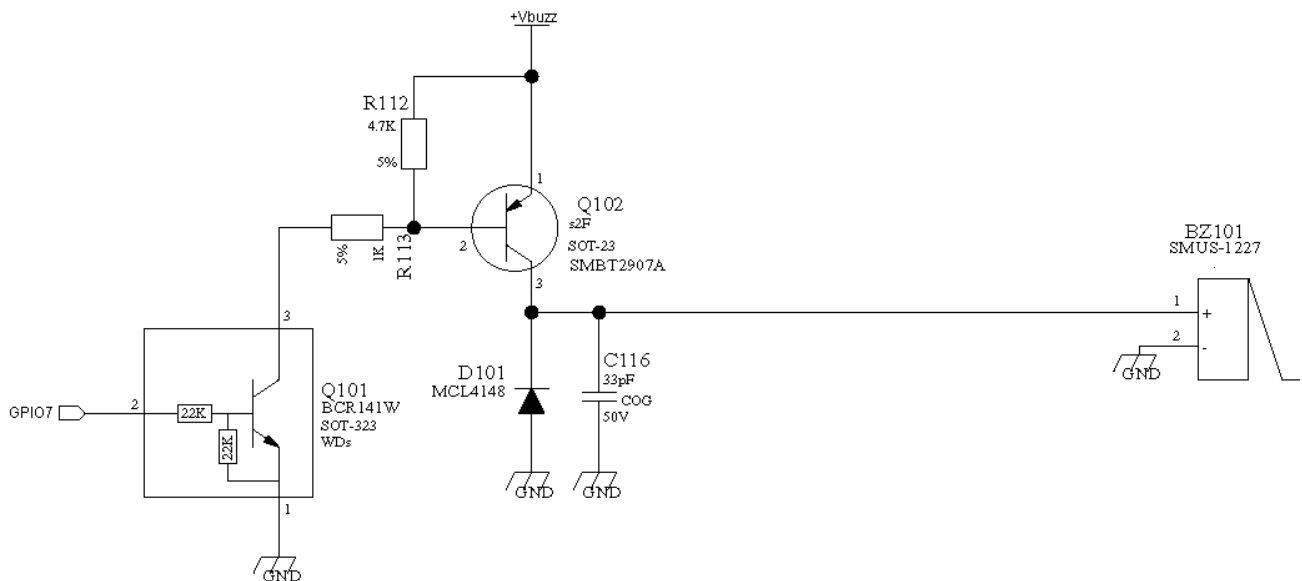 +Vbuzz
R112
4.7K
5%
1
Q102
s2F
SOT-23
SMBT2907A
2
3
5%
1K
R113
BZ101
SMUS-1227
1
+
2
-
GND
3
Q101
BCR141W
SOT-323
WDs
GPIO7
2
22K
22K
1
GND
D101
MCL4148
GND
C116
33pF
COG
50V
GND